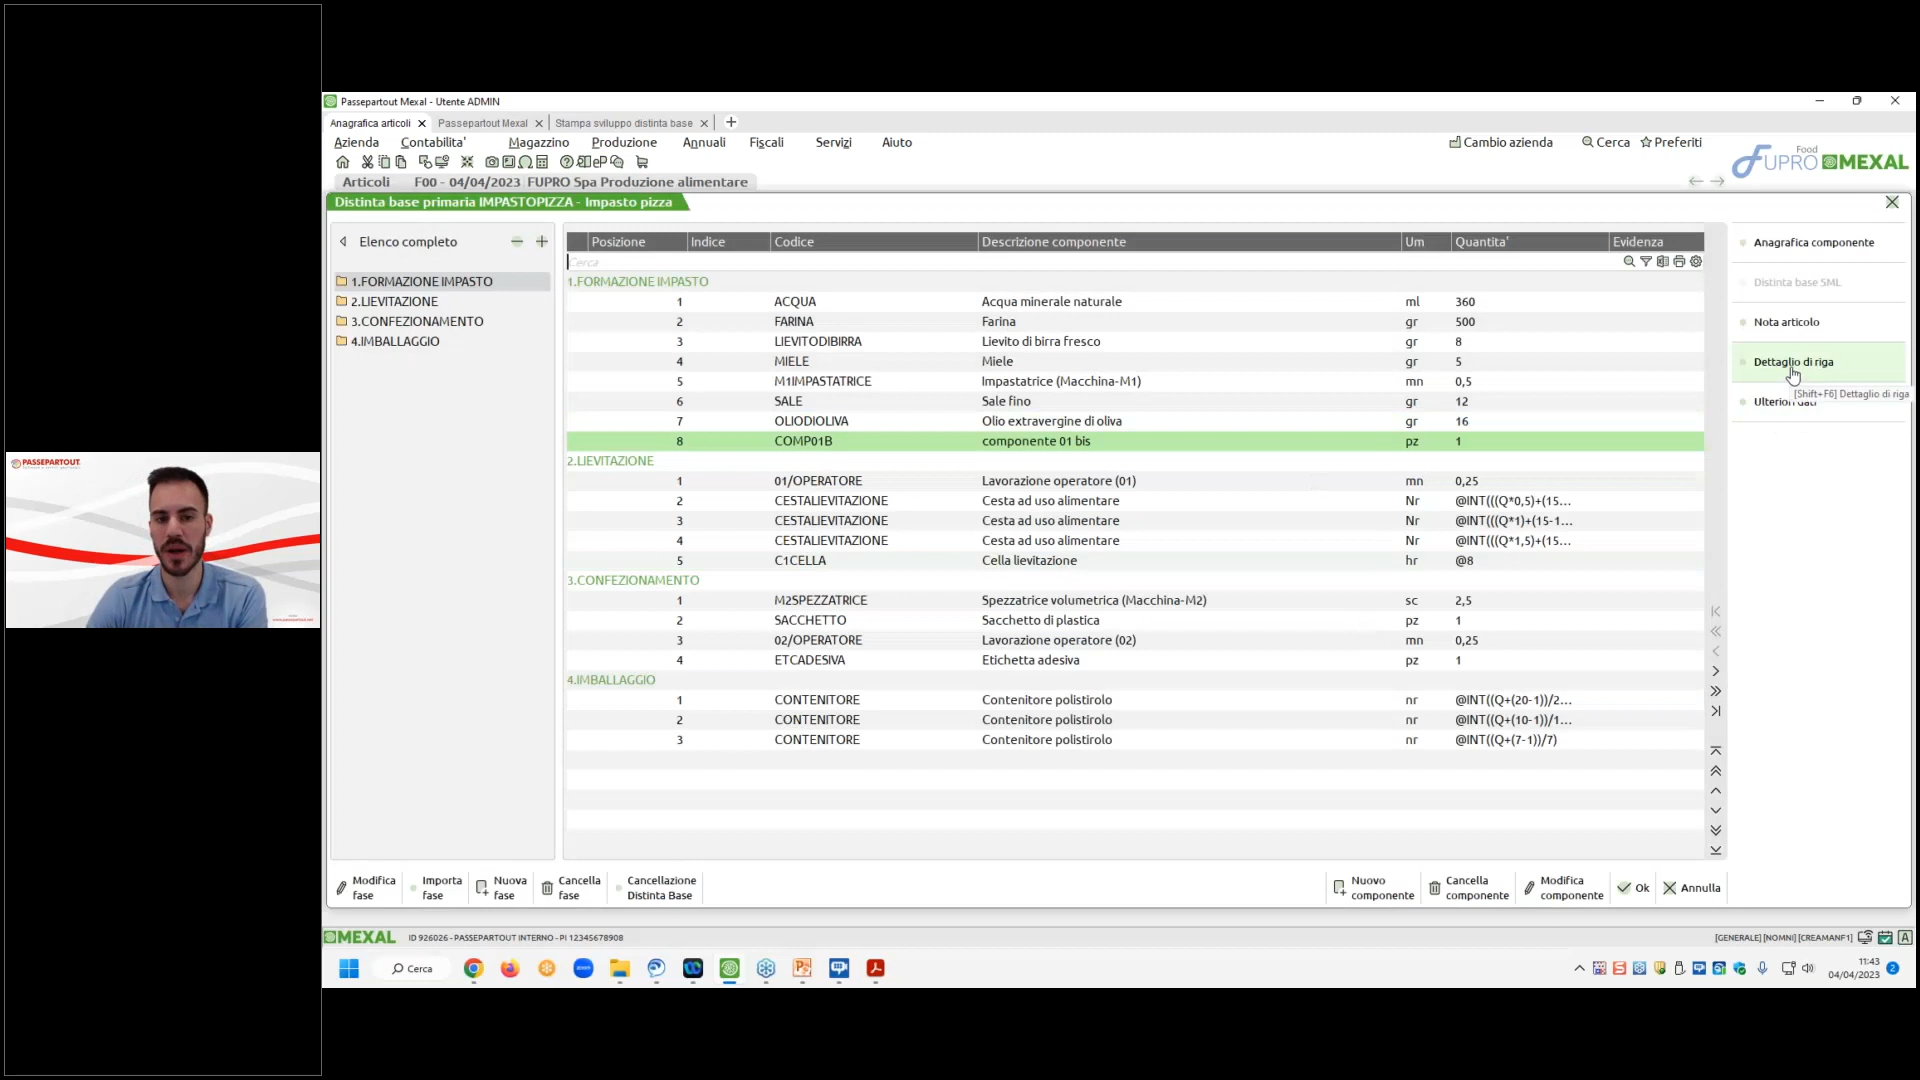 PASSEPARTOUT
Passepartout Mexal - Utente ADMIN
Anagrafica articoli
Passepartout Mexal
Stampa sviluppo distinta base
Azienda Contabilita' Magazzino Produzione Annuali Fiscali Servizi Aiuto
Cambio azienda Cerca Preferiti
Food
FUPRO MEXAL
Articoli F00 - 04/04/2023 FUPRO Spa Produzione alimentare
Distinta base primaria IMPASTOPIZZA - Impasto pizza
Elenco completo
1.FORMAZIONE IMPASTO
2.LIEVITAZIONE
3.CONFEZIONAMENTO
4.IMBALLAGGIO
Posizione Indice Codice Descrizione componente Um Quantita' Evidenza
Cerca
1.FORMAZIONE IMPASTO
1 ACQUA Acqua minerale naturale ml 360
2 FARINA Farina gr 500
3 LIEVITODIBIRRA Lievito di birra fresco gr 8
4 MIELE Miele gr 5
5 M1IMPASTATRICE Impastatrice (Macchina-M1) mn 0,5
6 SALE Sale fino gr 12
7 OLIODIOLIVA Olio extravergine di oliva gr 16
8 COMP01B componente 01 bis pz 1
2.LIEVITAZIONE
1 01/OPERATORE Lavorazione operatore (01) mn 0,25
2 CESTALIEVITAZIONE Cesta ad uso alimentare Nr @INT(((Q*0,5)+(15...
3 CESTALIEVITAZIONE Cesta ad uso alimentare Nr @INT(((Q*1)+(15-1...
4 CESTALIEVITAZIONE Cesta ad uso alimentare Nr @INT(((Q*1,5)+(15...
5 C1CELLA Cella lievitazione hr @8
3.CONFEZIONAMENTO
1 M2SPEZZATRICE Spezzatrice volumetrica (Macchina-M2) sc 2,5
2 SACCHETTO Sacchetto di plastica pz 1
3 02/OPERATORE Lavorazione operatore (02) mn 0,25
4 ETCADESIVA Etichetta adesiva pz 1
4.IMBALLAGGIO
1 CONTENITORE Contenitore polistirolo nr @INT((Q+(20-1))/2...
2 CONTENITORE Contenitore polistirolo nr @INT((Q+(10-1))/1...
3 CONTENITORE Contenitore polistirolo nr @INT((Q+(7-1))/7)
Anagrafica componente
Distinta base SML
Nota articolo
Dettaglio di riga
[Shift+F6] Dettaglio di riga
Ulteriori dati
Modifica fase
Importa fase
Nuova fase
Cancella fase
Cancellazione Distinta Base
Nuovo componente
Cancella componente
Modifica componente
Ok
Annulla
MEXAL ID 926026 - PASSEPARTOUT INTERNO - PI 12345678908
[GENERALE] [NOMNI] [CREAMANF1] A
Cerca
11:43
04/04/2023
2